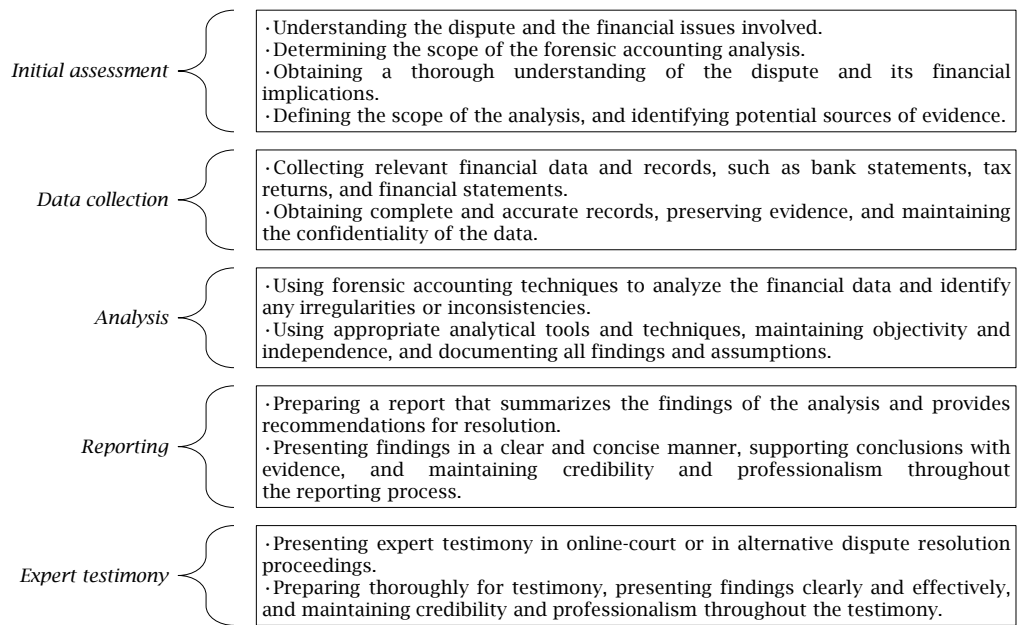 Initial assessment
·Understanding the dispute and the financial issues involved.
·Determining the scope of the forensic accounting analysis.
·Obtaining a thorough understanding of the dispute and its financial
implications.
·Defining the scope of the analysis, and identifying potential sources of evidence.
Data collection
·Collecting relevant financial data and records, such as bank statements, tax
returns, and financial statements.
·Obtaining complete and accurate records, preserving evidence, and maintaining
the confidentiality of the data.
Analysis
·Using forensic accounting techniques to analyze the financial data and identify
any irregularities or inconsistencies.
·Using appropriate analytical tools and techniques, maintaining objectivity and
independence, and documenting all findings and assumptions.
Reporting
·Preparing a report that summarizes the findings of the analysis and provides
recommendations for resolution.
·Presenting findings in a clear and concise manner, supporting conclusions with
evidence, and maintaining credibility and professionalism throughout
the reporting process.
Expert testimony
·Presenting expert testimony in online-court or in alternative dispute resolution
proceedings.
·Preparing thoroughly for testimony, presenting findings clearly and effectively,
and maintaining credibility and professionalism throughout the testimony.